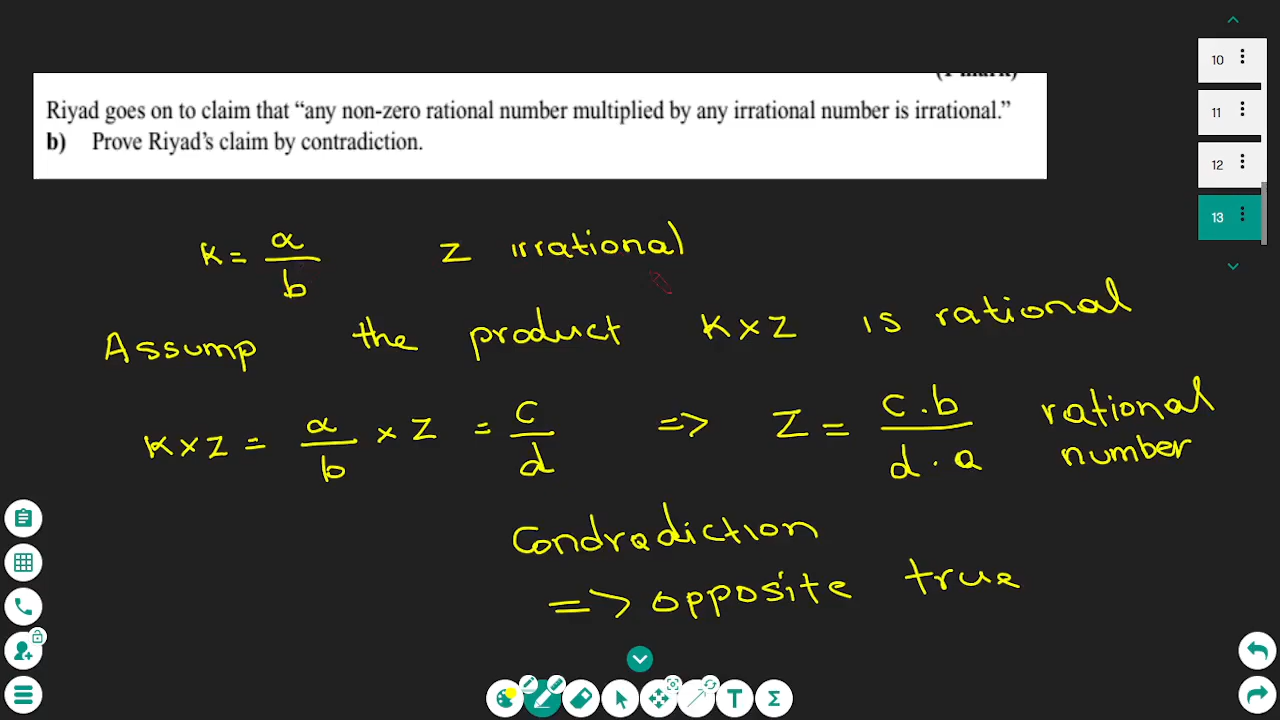 Riyad goes on to claim that “any non-zero rational number multiplied by any irrational number is irrational.”
b) Prove Riyad’s claim by contradiction.
K = a/b z irrational
Assump the product K×Z is rational
K×Z = a/b × Z = c/d => Z = c.b/d.a rational number
Condradiction
=> opposite true
10
11
12
13
T
Σ